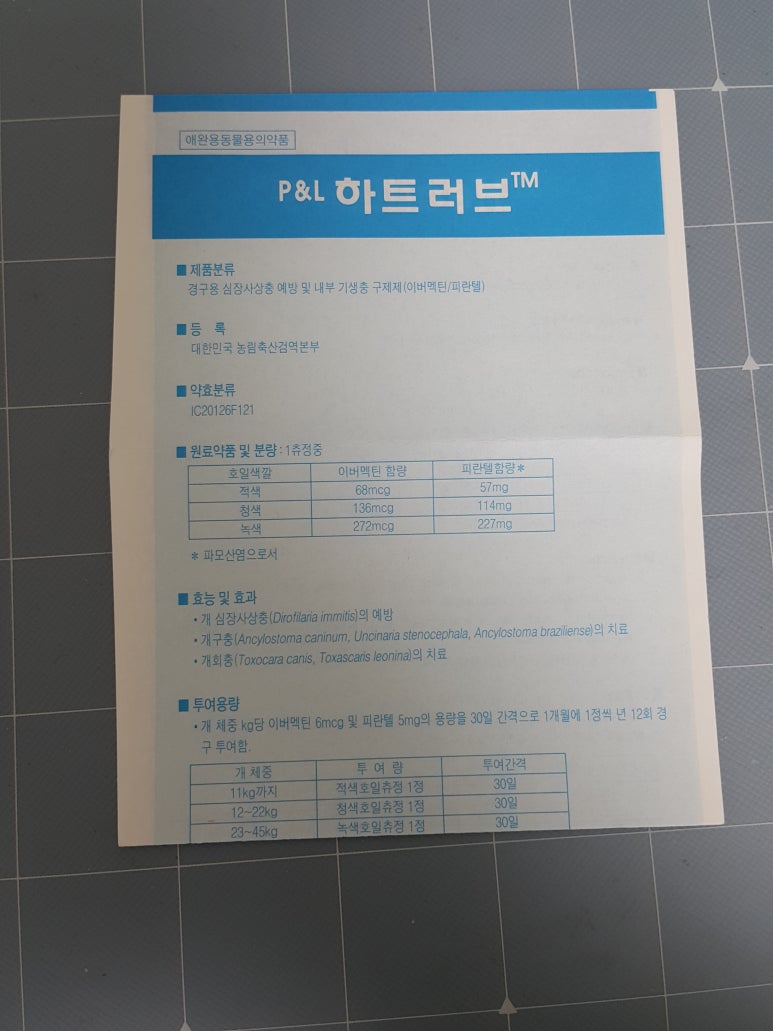 애완용동물용의약품
P&L 하트러브™
■ 제품분류
경구용 심장사상충 예방 및 내부 기생충 구제제(이버멕틴/피란텔)
■ 등 록
대한민국 농림축산검역본부
■ 약효분류
IC20126F121
■ 원료약품 및 분량 : 1츄정중
호일색깔 이버멕틴 함량 피란텔함량*
적색 68mcg 57mg
청색 136mcg 114mg
녹색 272mcg 227mg
* 파모산염으로서
■ 효능 및 효과
• 개 심장사상충(Dirofilaria immitis)의 예방
• 개구충(Ancylostoma caninum, Uncinaria stenocephala, Ancylostoma braziliense)의 치료
• 개회충(Toxocara canis, Toxascaris leonina)의 치료
■ 투여용량
• 개 체중 kg당 이버멕틴 6mcg 및 피란텔 5mg의 용량을 30일 간격으로 1개월에 1정씩 년 12회 경
구 투여함.
개 체중 투 여 량 투여간격
11kg까지 적색호일츄정 1정 30일
12~22kg 청색호일츄정 1정 30일
23~45kg 녹색호일츄정 1정 30일